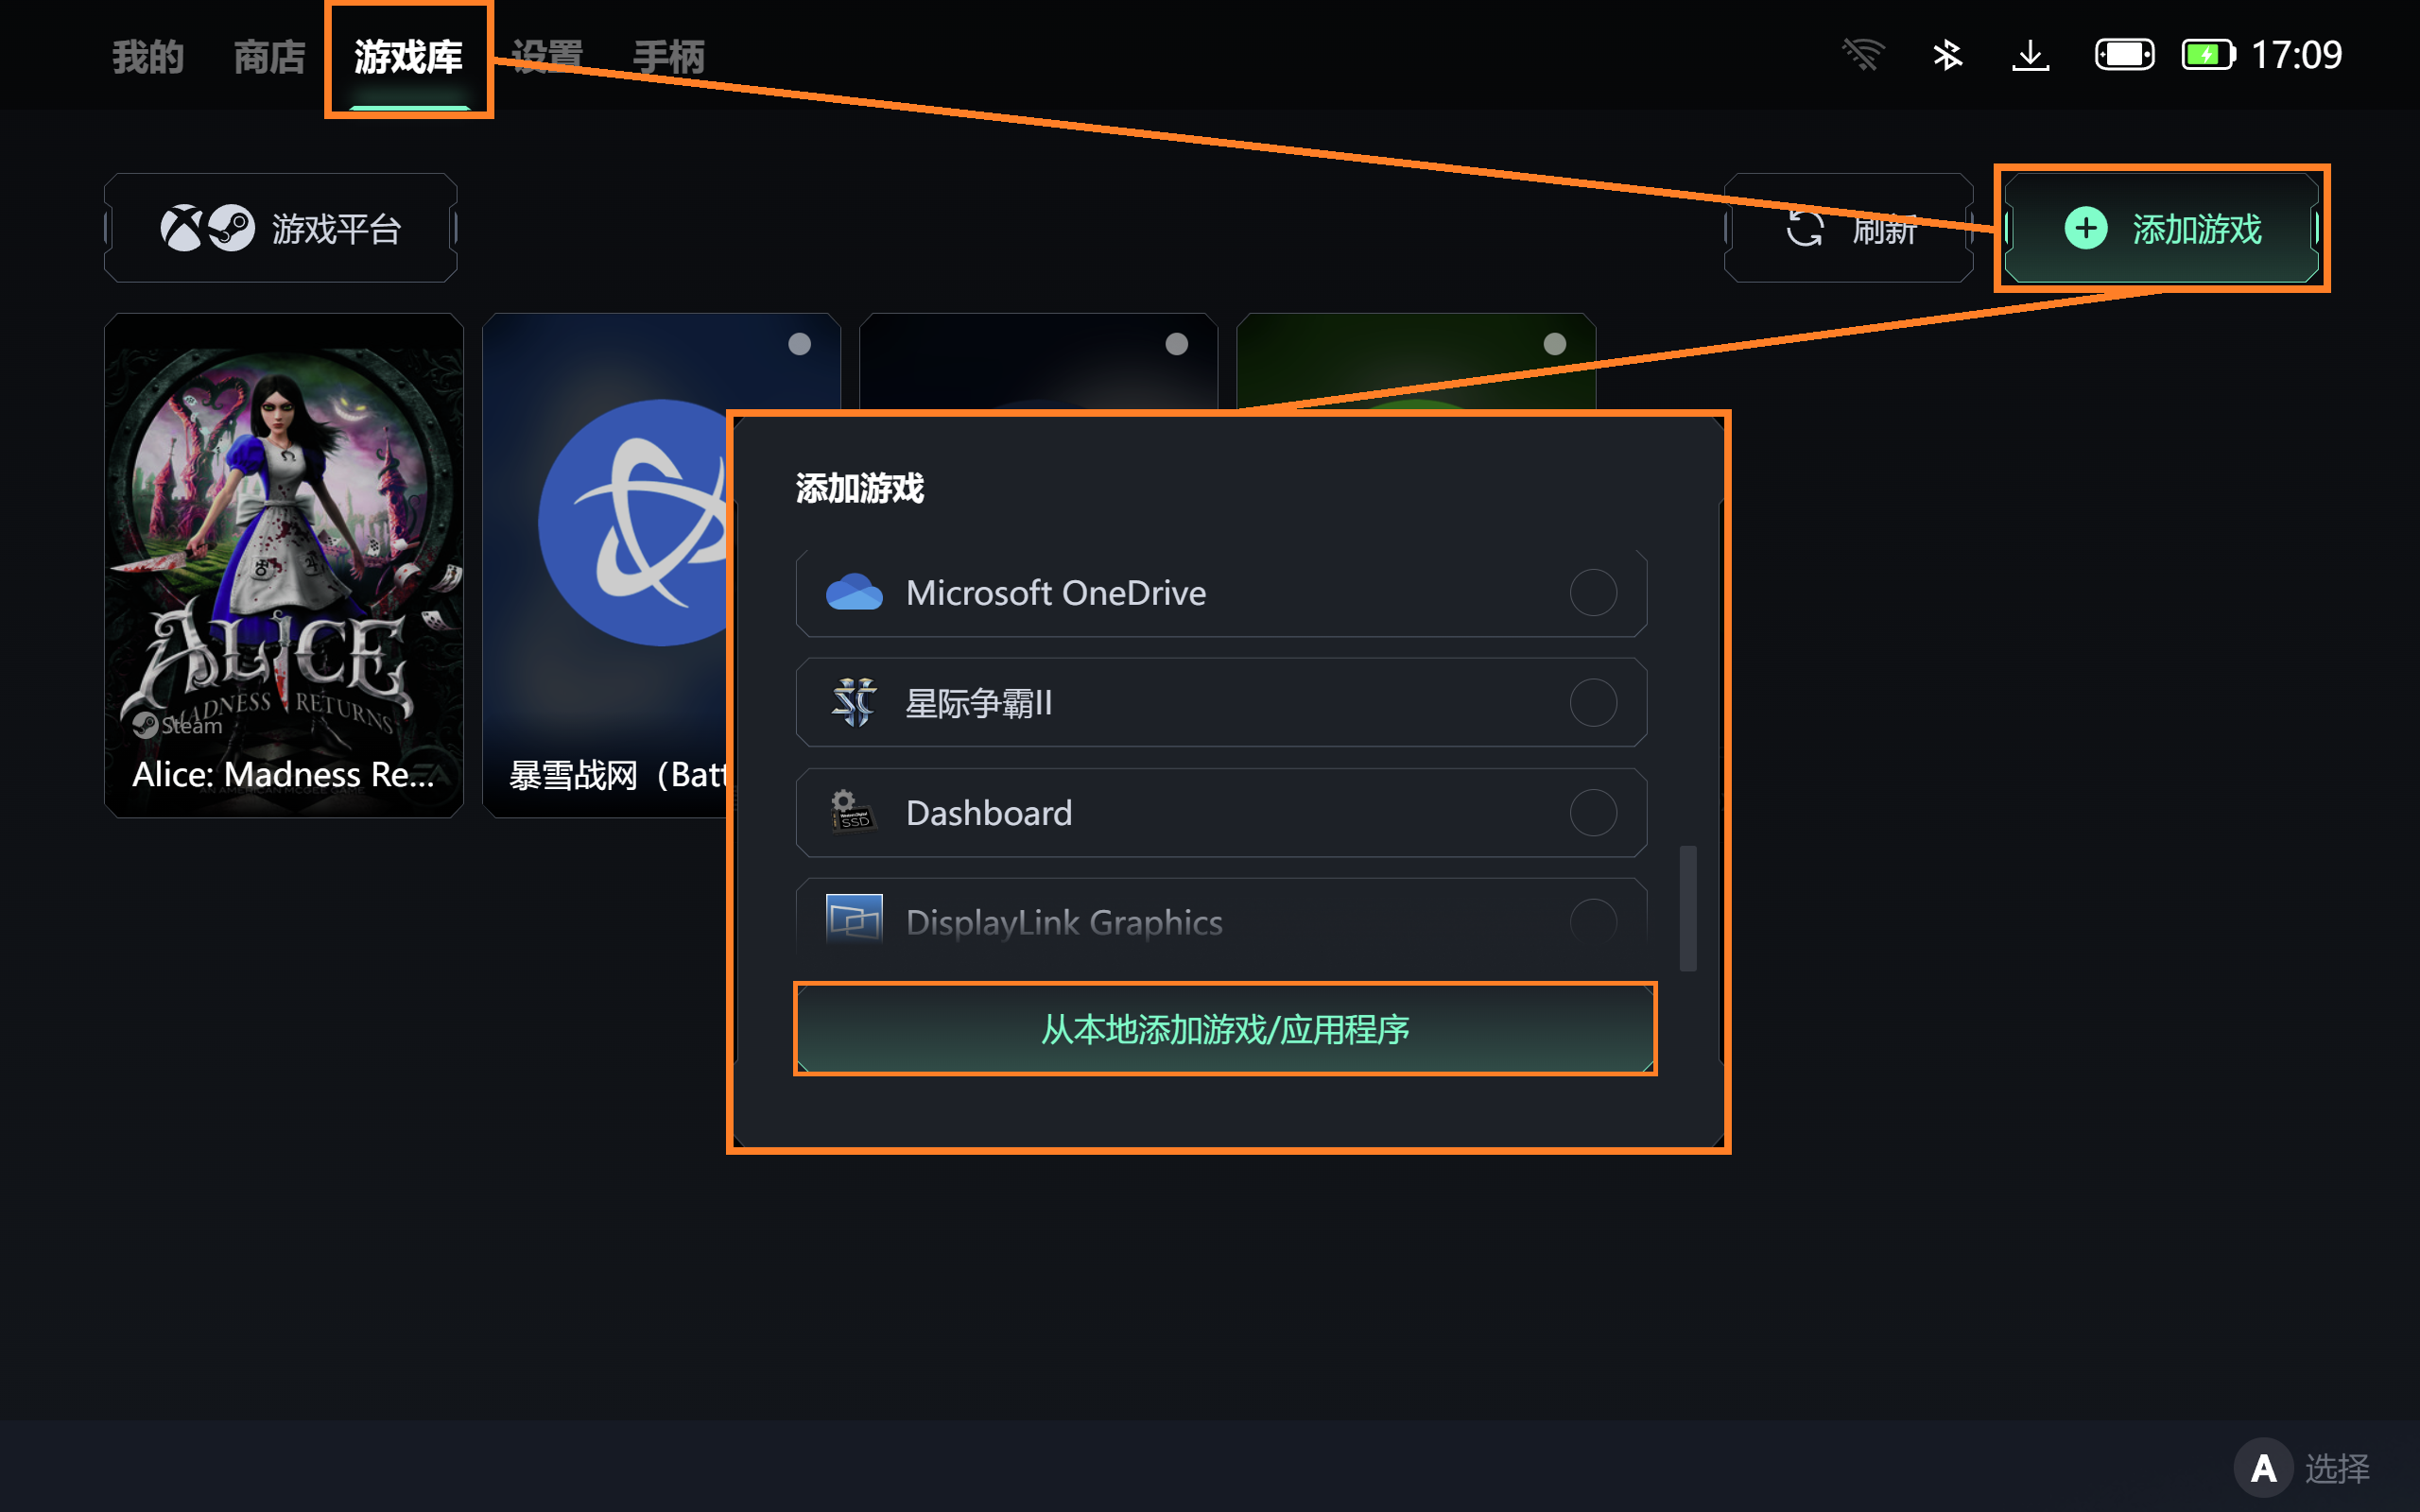 我的 商店 游戏库 设置 手柄 17:09
游戏平台 刷新 添加游戏
ALICE
MADNESS RETURNS
Steam
Alice: Madness Re...
暴雪战网（Batt
添加游戏
Microsoft OneDrive
星际争霸II
Dashboard
SSD
DisplayLink Graphics
从本地添加游戏/应用程序
A 选择